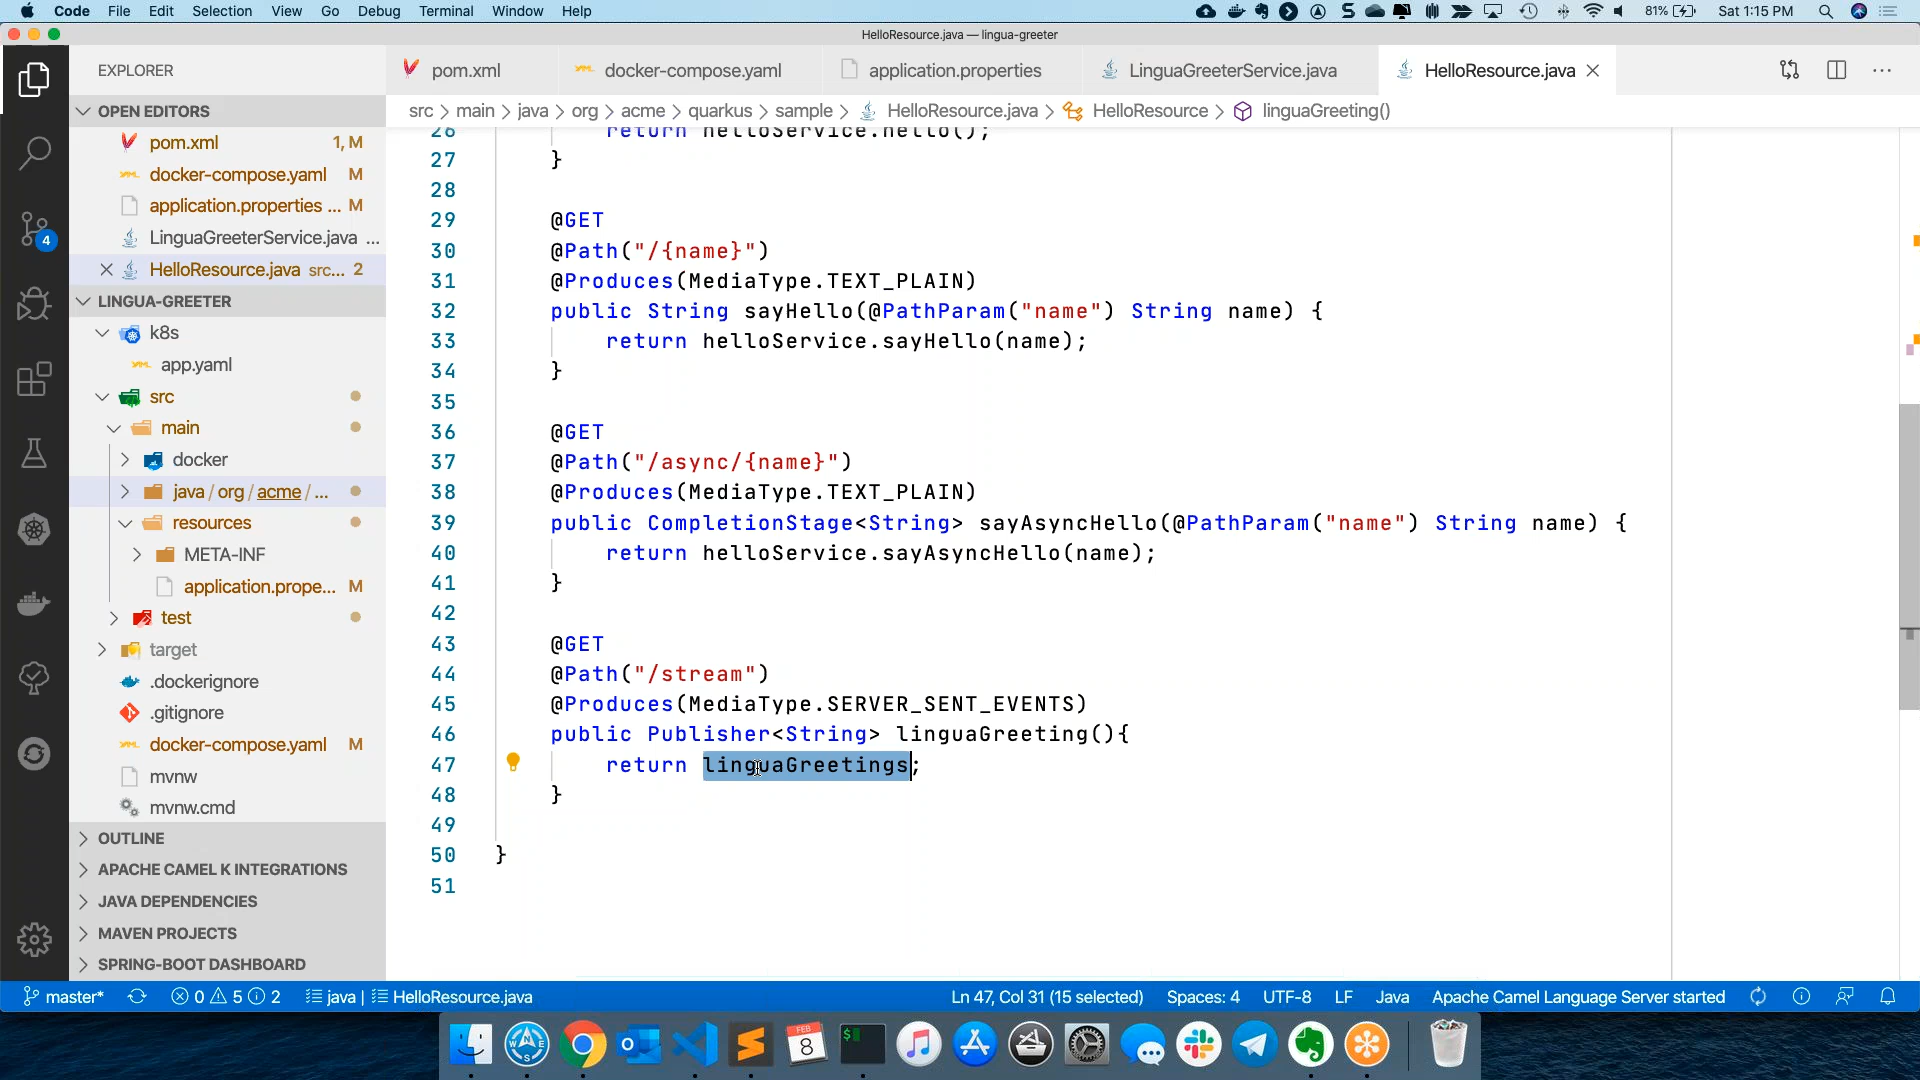 Code File Edit Selection View Go Debug Terminal Window Help
81% Sat 1:15 PM
HelloResource.java — lingua-greeter
EXPLORER
pom.xml
docker-compose.yaml
application.properties
LinguaGreeterService.java
HelloResource.java
src > main > java > org > acme > quarkus > sample > HelloResource.java > HelloResource > linguaGreeting()
OPEN EDITORS
pom.xml 1, M
docker-compose.yaml M
application.properties ... M
LinguaGreeterService.java ...
HelloResource.java src... 2
LINGUA-GREETER
k8s
app.yaml
src
main
docker
java / org / acme / ...
resources
META-INF
application.prope... M
test
target
.dockerignore
.gitignore
docker-compose.yaml M
mvnw
mvnw.cmd
OUTLINE
APACHE CAMEL K INTEGRATIONS
JAVA DEPENDENCIES
MAVEN PROJECTS
SPRING-BOOT DASHBOARD
4
26 return helloService.hello();
27 }
28
29 @GET
30 @Path("/{name}")
31 @Produces(MediaType.TEXT_PLAIN)
32 public String sayHello(@PathParam("name") String name) {
33 return helloService.sayHello(name);
34 }
35
36 @GET
37 @Path("/async/{name}")
38 @Produces(MediaType.TEXT_PLAIN)
39 public CompletionStage<String> sayAsyncHello(@PathParam("name") String name) {
40 return helloService.sayAsyncHello(name);
41 }
42
43 @GET
44 @Path("/stream")
45 @Produces(MediaType.SERVER_SENT_EVENTS)
46 public Publisher<String> linguaGreeting(){
47 return linguaGreetings;
48 }
49
50 }
51
master* 0 5 2 java | HelloResource.java
Ln 47, Col 31 (15 selected) Spaces: 4 UTF-8 LF Java Apache Camel Language Server started
FEB
8